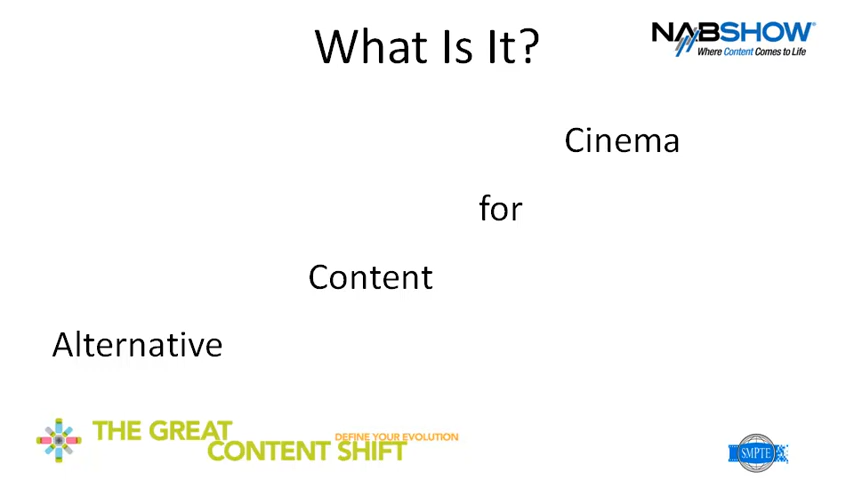 What Is It?
NABSHOW®
Where Content Comes to Life
Cinema
for
Content
Alternative
THE GREAT
DEFINE YOUR EVOLUTION
CONTENT SHIFT
SMPTE